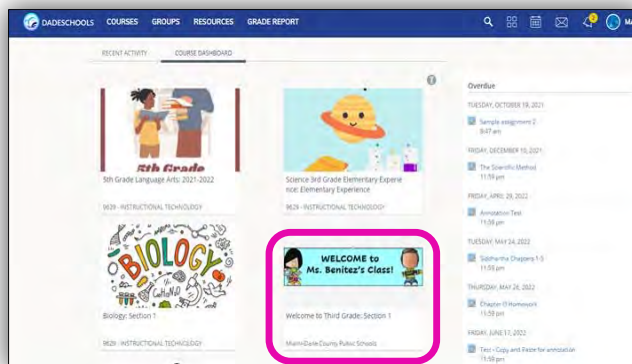 DADESCHOOLS COURSES GROUPS RESOURCES GRADE REPORT
RECENT ACTIVITY COURSE DASHBOARD
5th Grade
5th Grade Language Arts: 2021-2022
9629 - INSTRUCTIONAL TECHNOLOGY
Science 3rd Grade Elementary Experie
nce: Elementary Experience
9629 - INSTRUCTIONAL TECHNOLOGY
BIOLOGY
Biology: Section 1
9629 - INSTRUCTIONAL TECHNOLOGY
WELCOME to
Ms. Benitez's Class!
Welcome to Third Grade: Section 1
Miami-Dade County Public Schools
Overdue
TUESDAY, OCTOBER 19, 2021
Sample assignment 2
8:47 am
FRIDAY, DECEMBER 10, 2021
The Scientific Method
11:59 pm
FRIDAY, APRIL 29, 2022
Annotation Test
11:59 pm
TUESDAY, MAY 24, 2022
Siddhartha Chapters 1-5
11:59 pm
THURSDAY, MAY 26, 2022
Chapter 13 Homework
11:59 pm
FRIDAY, JUNE 17, 2022
Test - Copy and Paste for annotation
11:59 pm